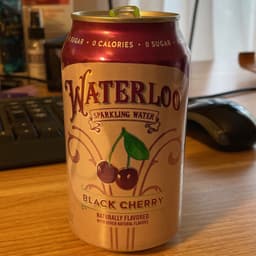 SUGAR • 0 CALORIES • 0 SUGAR •
WATERLOO
SPARKLING WATER
BLACK CHERRY
NATURALLY FLAVORED
WITH OTHER NATURAL FLAVORS